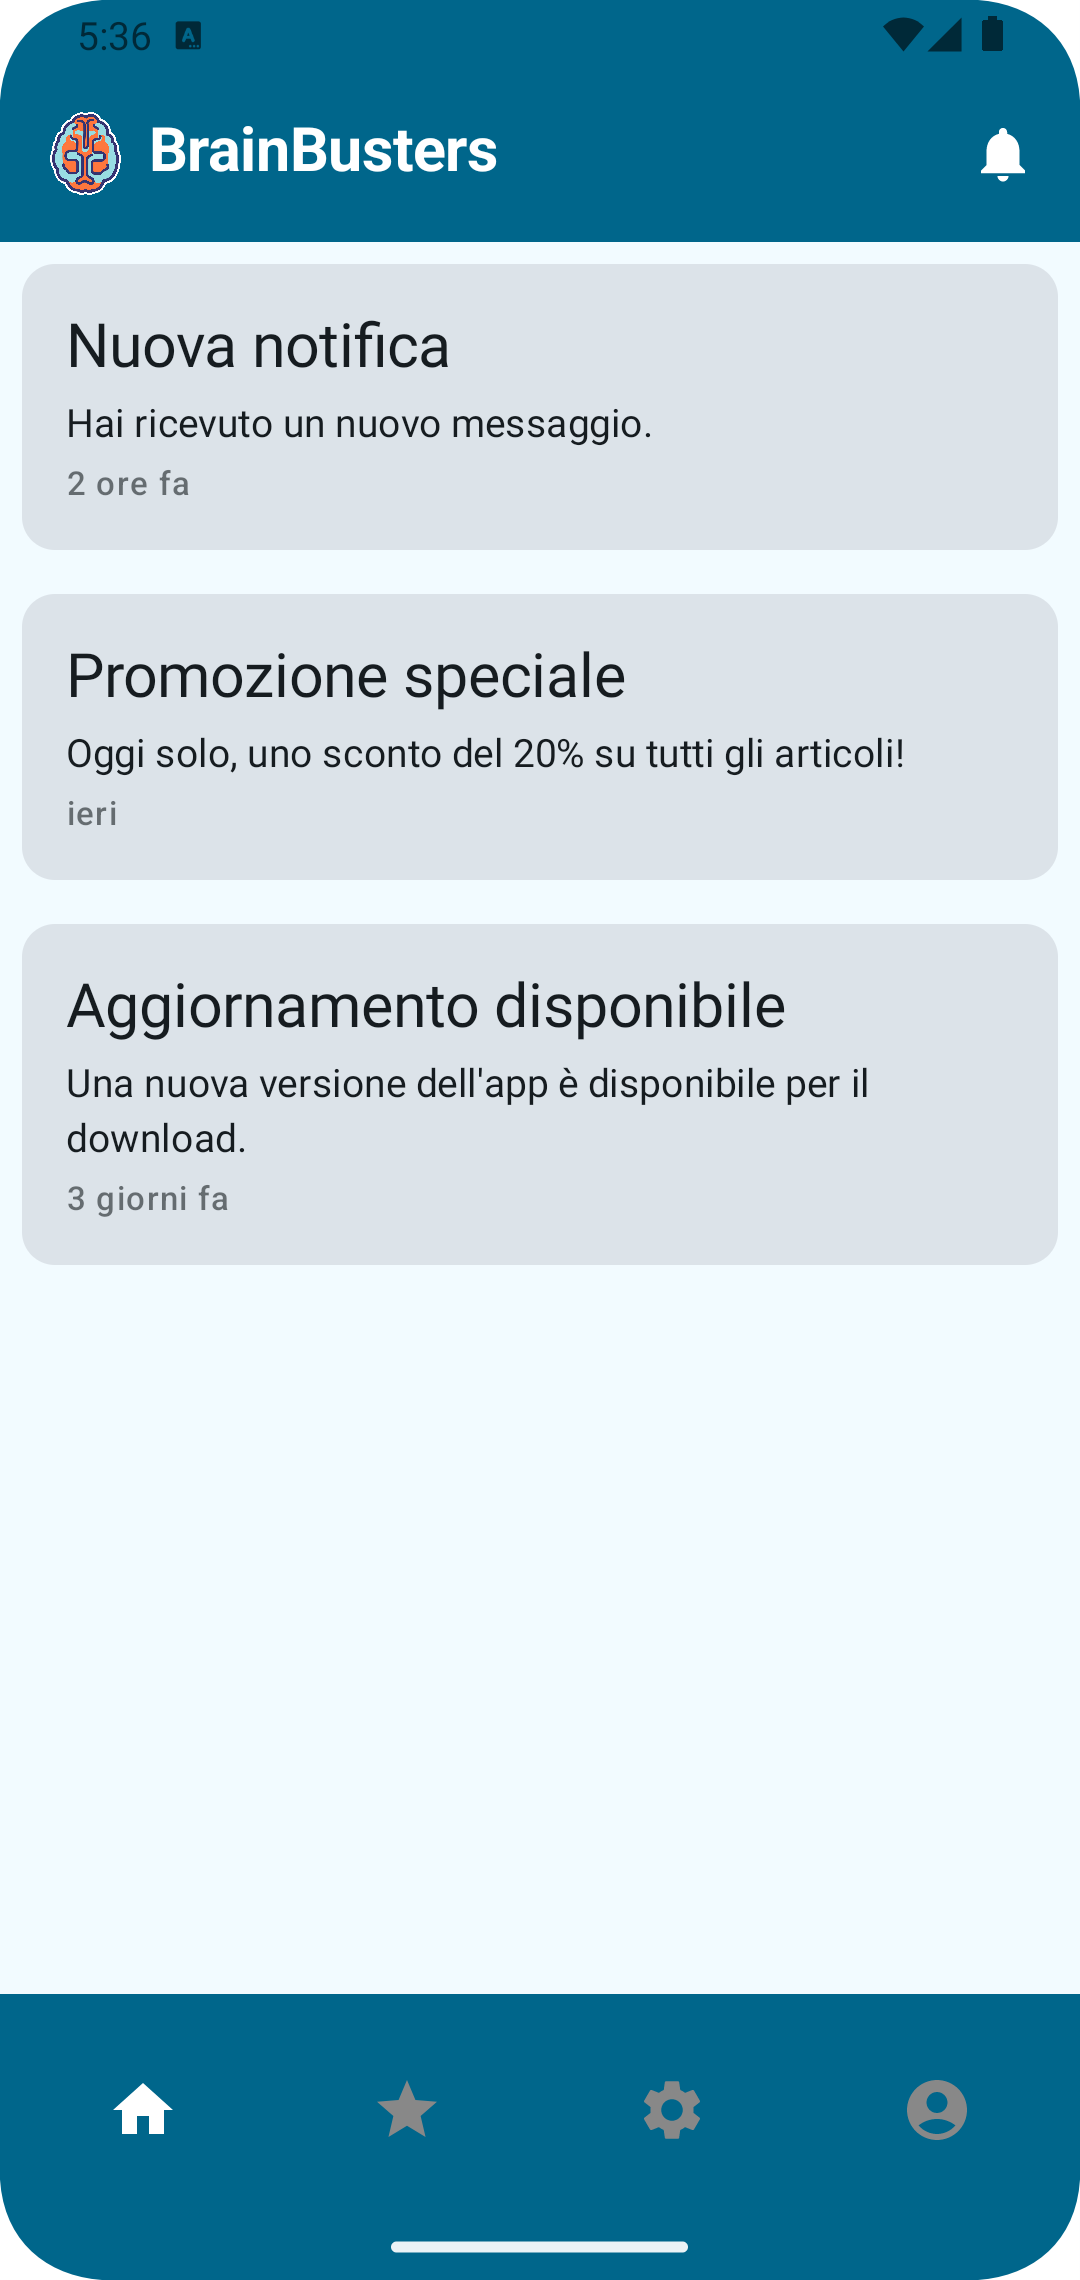 5:36
BrainBusters
Nuova notifica
Hai ricevuto un nuovo messaggio.
2 ore fa
Promozione speciale
Oggi solo, uno sconto del 20% su tutti gli articoli!
ieri
Aggiornamento disponibile
Una nuova versione dell'app è disponibile per il
download.
3 giorni fa